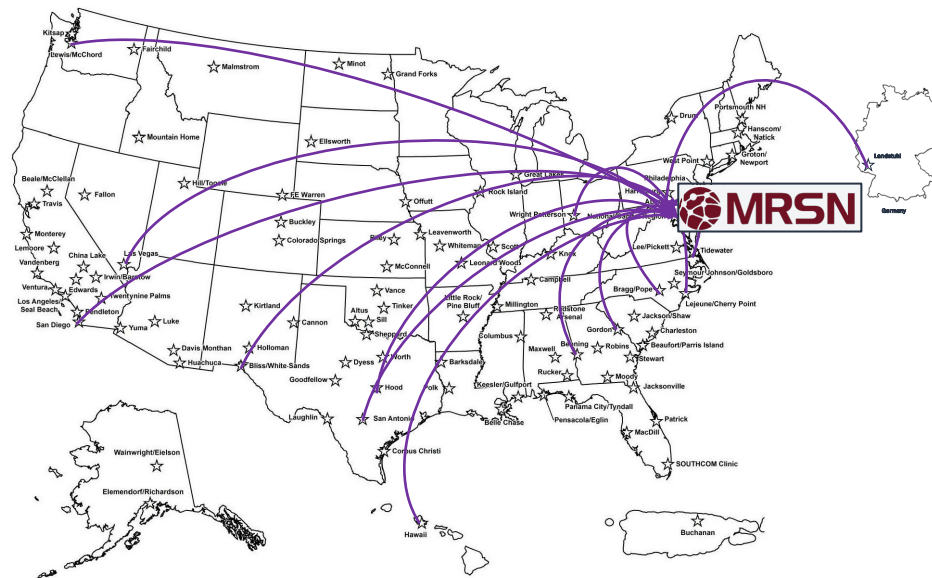 Kitsap
Lewis/McChord
Fairchild
Malmstrom
Minot
Grand Forks
Mountain Home
Ellsworth
Beale/McClellan
Travis
Fallon
Hill/Tooele
FE Warren
Offutt
Rock Island
Great Lakes
Drum
Portsmouth NH
Hanscom/
Natick
Groton/
Newport
West Point
Philadelphia
Landstuhl
Germany
MRSN
Wright Patterson
Buckley
Colorado Springs
Riley
Leavenworth
Whiteman
Scott
Leonard Wood
Knox
Lee/Pickett
Tidewater
Monterey
Lemoore
Vandenberg
China Lake
Las Vegas
Irwin/Barstow
Edwards
Ventura
Los Angeles/
Seal Beach
Twentynine Palms
Pendleton
San Diego
Yuma
Luke
McConnell
Vance
Tinker
Altus
Sill
Sheppard
Kirtland
Cannon
Holloman
Bliss/White Sands
Davis Monthan
Huachuca
Little Rock/
Pine Bluff
Millington
Campbell
Redstone
Arsenal
Columbus
Seymour Johnson/Goldsboro
Bragg/Pope
Lejeune/Cherry Point
Jackson/Shaw
Charleston
Gordon
Beaufort/Parris Island
Robins
Stewart
Benning
Maxwell
Rucker
Moody
Jacksonville
Worth
Dyess
Goodfellow
Barksdale
Hood
Polk
Keesler/Gulfport
Belle Chase
Panama City/Tyndall
Pensacola/Eglin
Patrick
MacDill
SOUTHCOM Clinic
Laughlin
San Antonio
Corpus Christi
Wainwright/Eielson
Elemendorf/Richardson
Hawaii
Buchanan